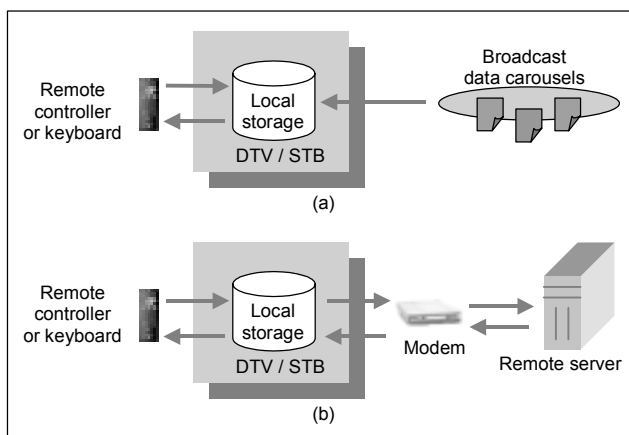 Broadcast
data carousels
Remote
controller
or keyboard
Local
storage
DTV / STB
(a)
Remote
controller
or keyboard
Local
storage
DTV / STB
Modem
Remote server
(b)